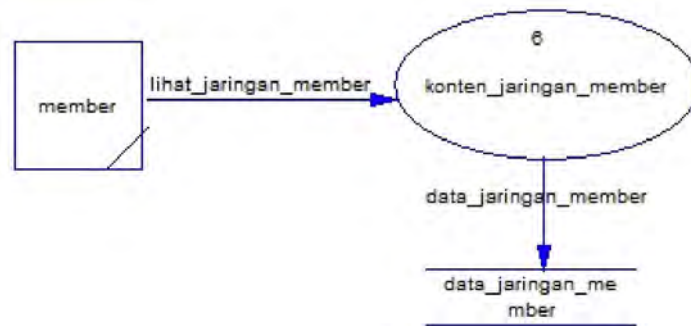 6
lihat_jaringan_member
member
konten_jaringan_member
data_jaringan_member
data_jaringan_me
mber